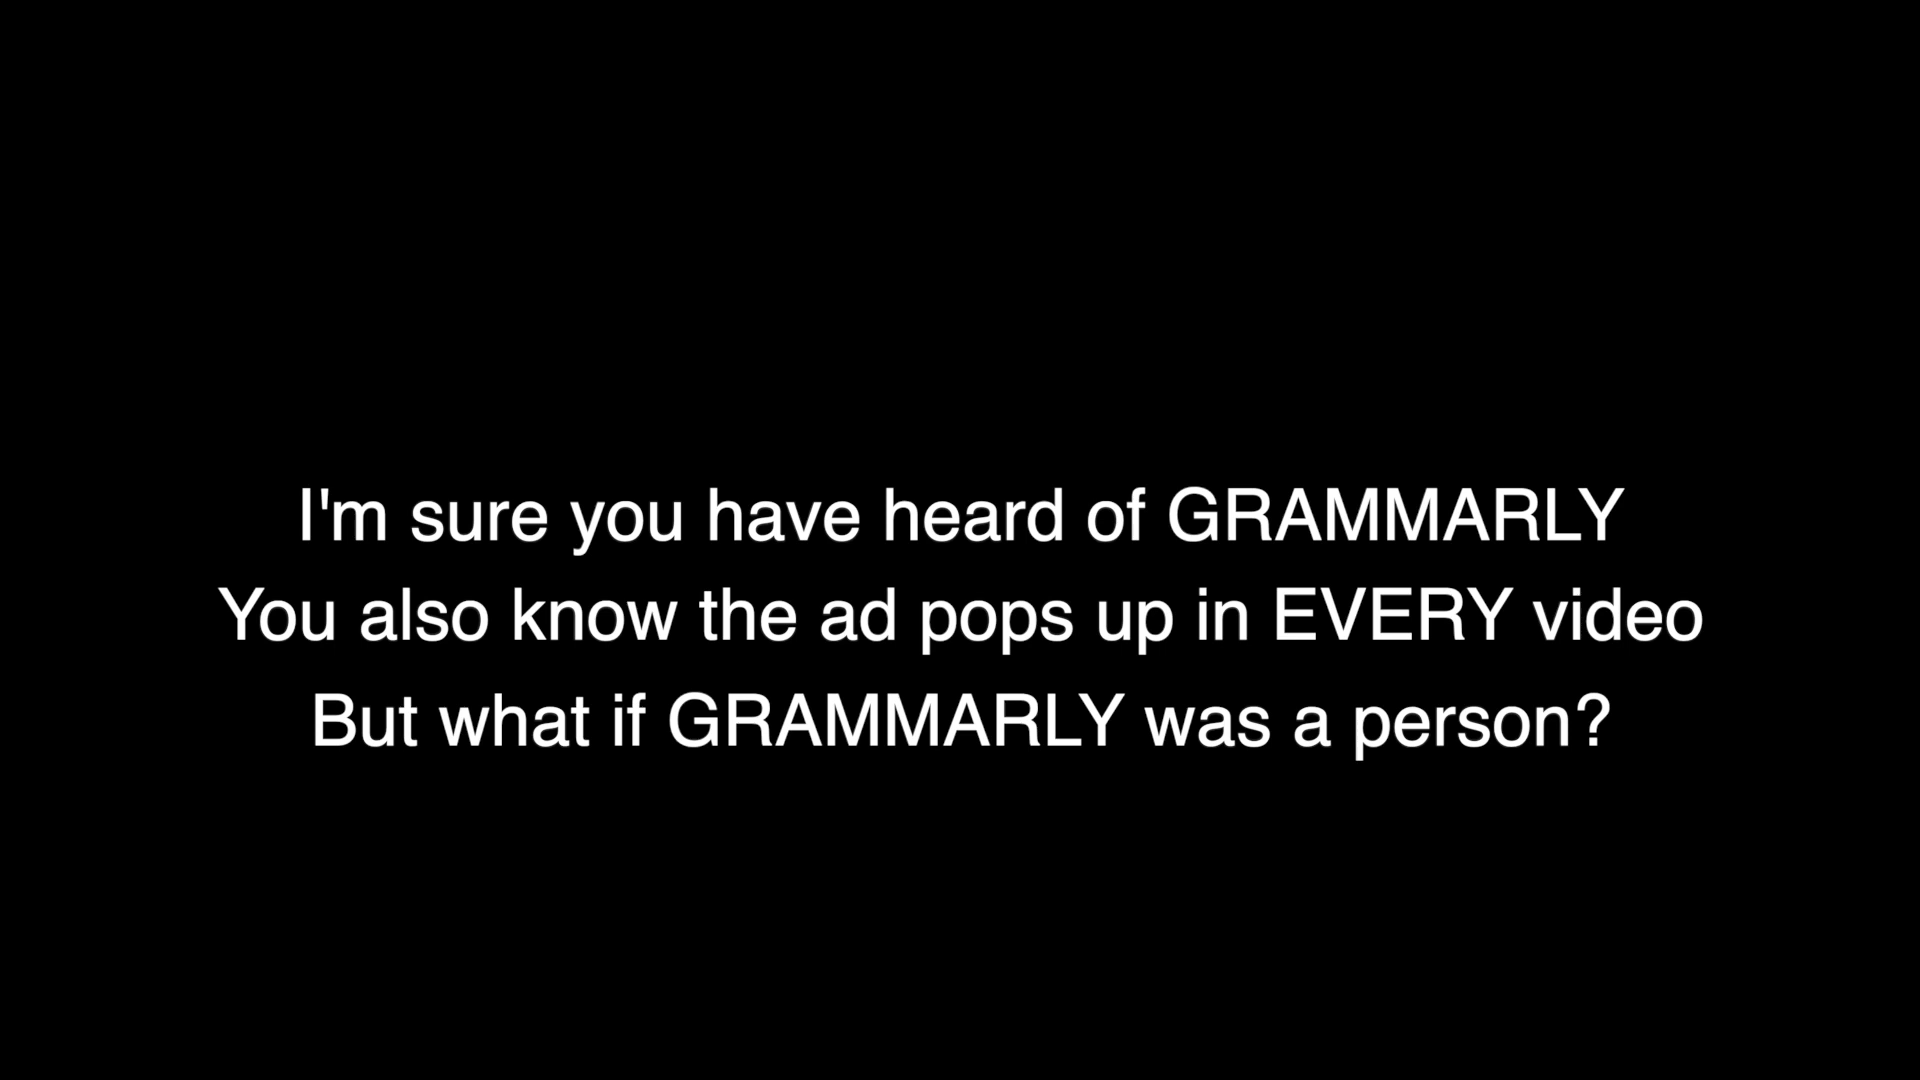 I'm sure you have heard of GRAMMARLY
You also know the ad pops up in EVERY video
But what if GRAMMARLY was a person?